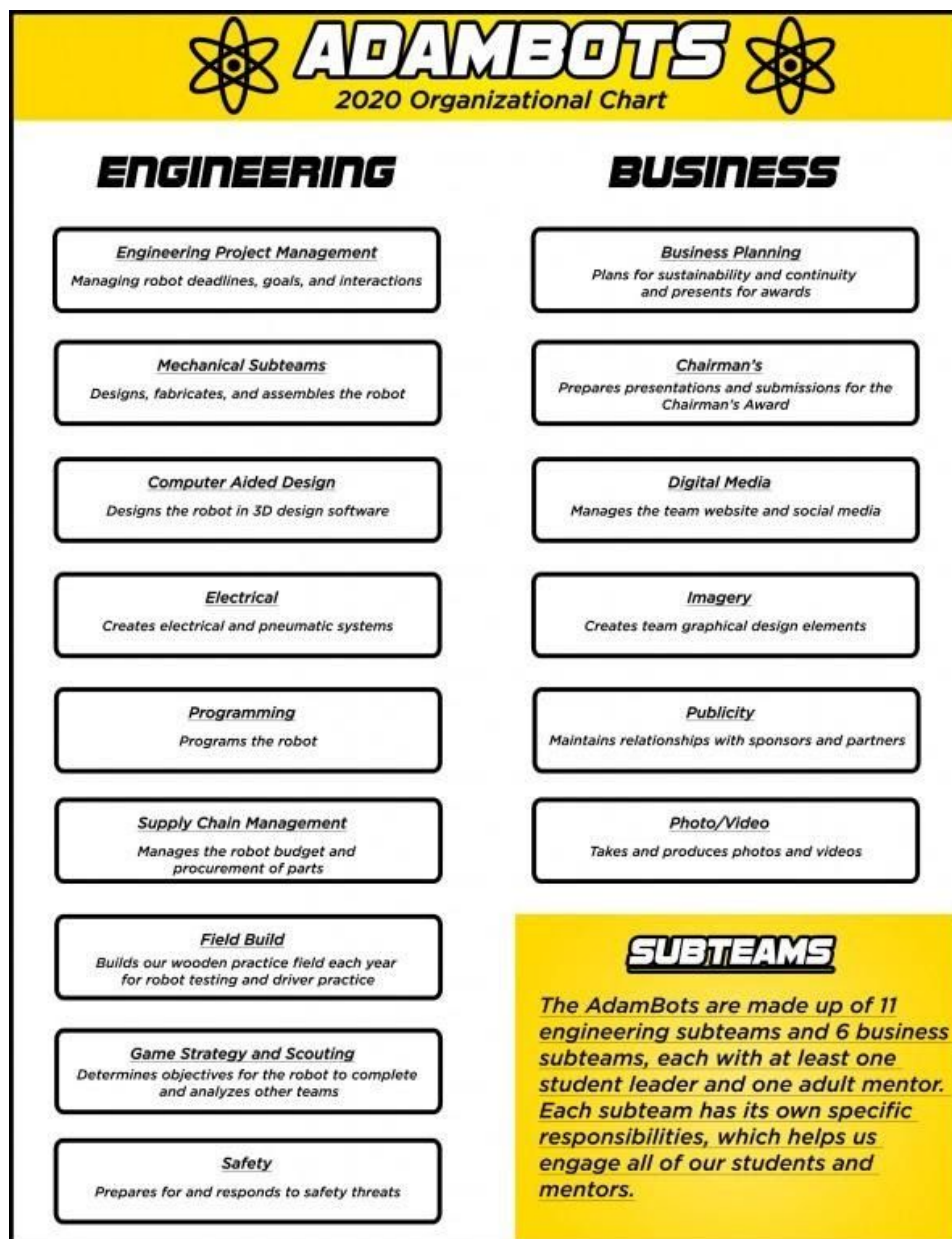 ADAMBOTS
2020 Organizational Chart
ENGINEERING
Engineering Project Management
Managing robot deadlines, goals, and interactions
Mechanical Subteams
Designs, fabricates, and assembles the robot
Computer Aided Design
Designs the robot in 3D design software
Electrical
Creates electrical and pneumatic systems
Programming
Programs the robot
Supply Chain Management
Manages the robot budget and
procurement of parts
Field Build
Builds our wooden practice field each year
for robot testing and driver practice
Game Strategy and Scouting
Determines objectives for the robot to complete
and analyzes other teams
Safety
Prepares for and responds to safety threats
BUSINESS
Business Planning
Plans for sustainability and continuity
and presents for awards
Chairman's
Prepares presentations and submissions for the
Chairman's Award
Digital Media
Manages the team website and social media
Imagery
Creates team graphical design elements
Publicity
Maintains relationships with sponsors and partners
Photo/Video
Takes and produces photos and videos
SUBTEAMS
The AdamBots are made up of 11
engineering subteams and 6 business
subteams, each with at least one
student leader and one adult mentor.
Each subteam has its own specific
responsibilities, which helps us
engage all of our students and
mentors.